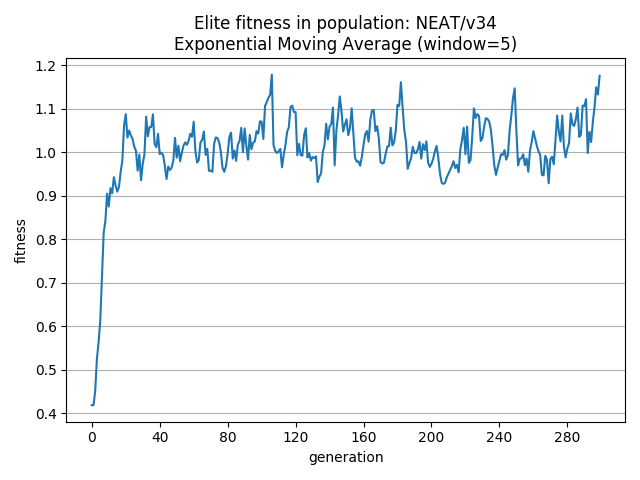 Elite fitness in population: NEAT/v34
Exponential Moving Average (window=5)
1.2
1.1
1.0
0.9
0.8
0.7
0.6
0.5
0.4
fitness
0 40 80 120 160 200 240 280
generation